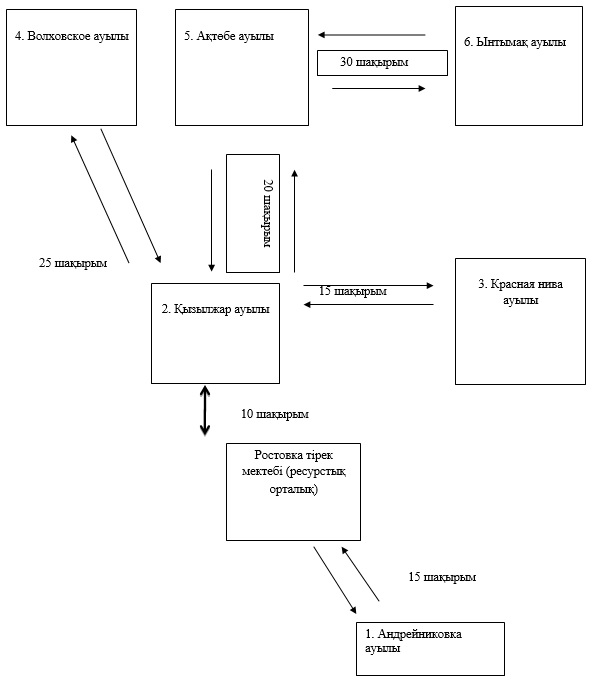 4. Волховское ауылы
5. Ақтөбе ауылы
6. Ынтымақ ауылы
30 шақырым
20 шақырым
25 шақырым
15 шақырым
3. Красная нива
ауылы
2. Қызылжар ауылы
10 шақырым
Ростовка тірек
мектебі (ресурстық
орталық)
15 шақырым
1. Андрейниковка
ауылы